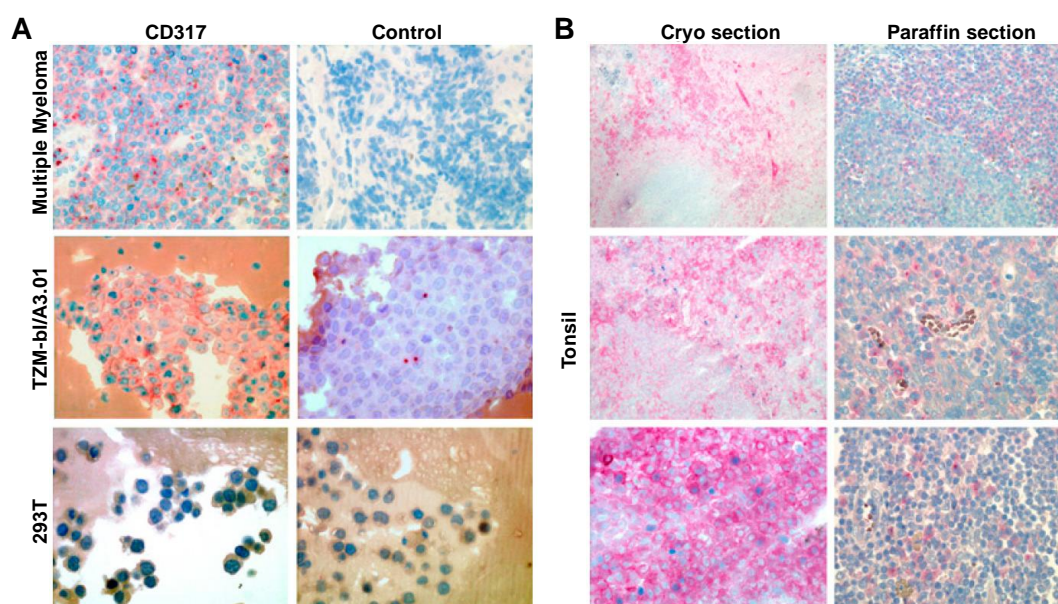 A
CD317
Control
B
Cryo section
Paraffin section
Multiple Myeloma
TZM-bl/A3.01
293T
Tonsil